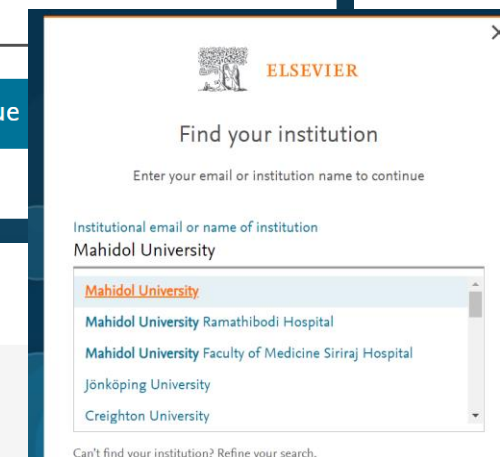 ue
ELSEVIER
Find your institution
Enter your email or institution name to continue
Institutional email or name of institution
Mahidol University
Mahidol University
Mahidol University Ramathibodi Hospital
Mahidol University Faculty of Medicine Siriraj Hospital
Jönköping University
Creighton University
Can't find your institution? Refine your search.